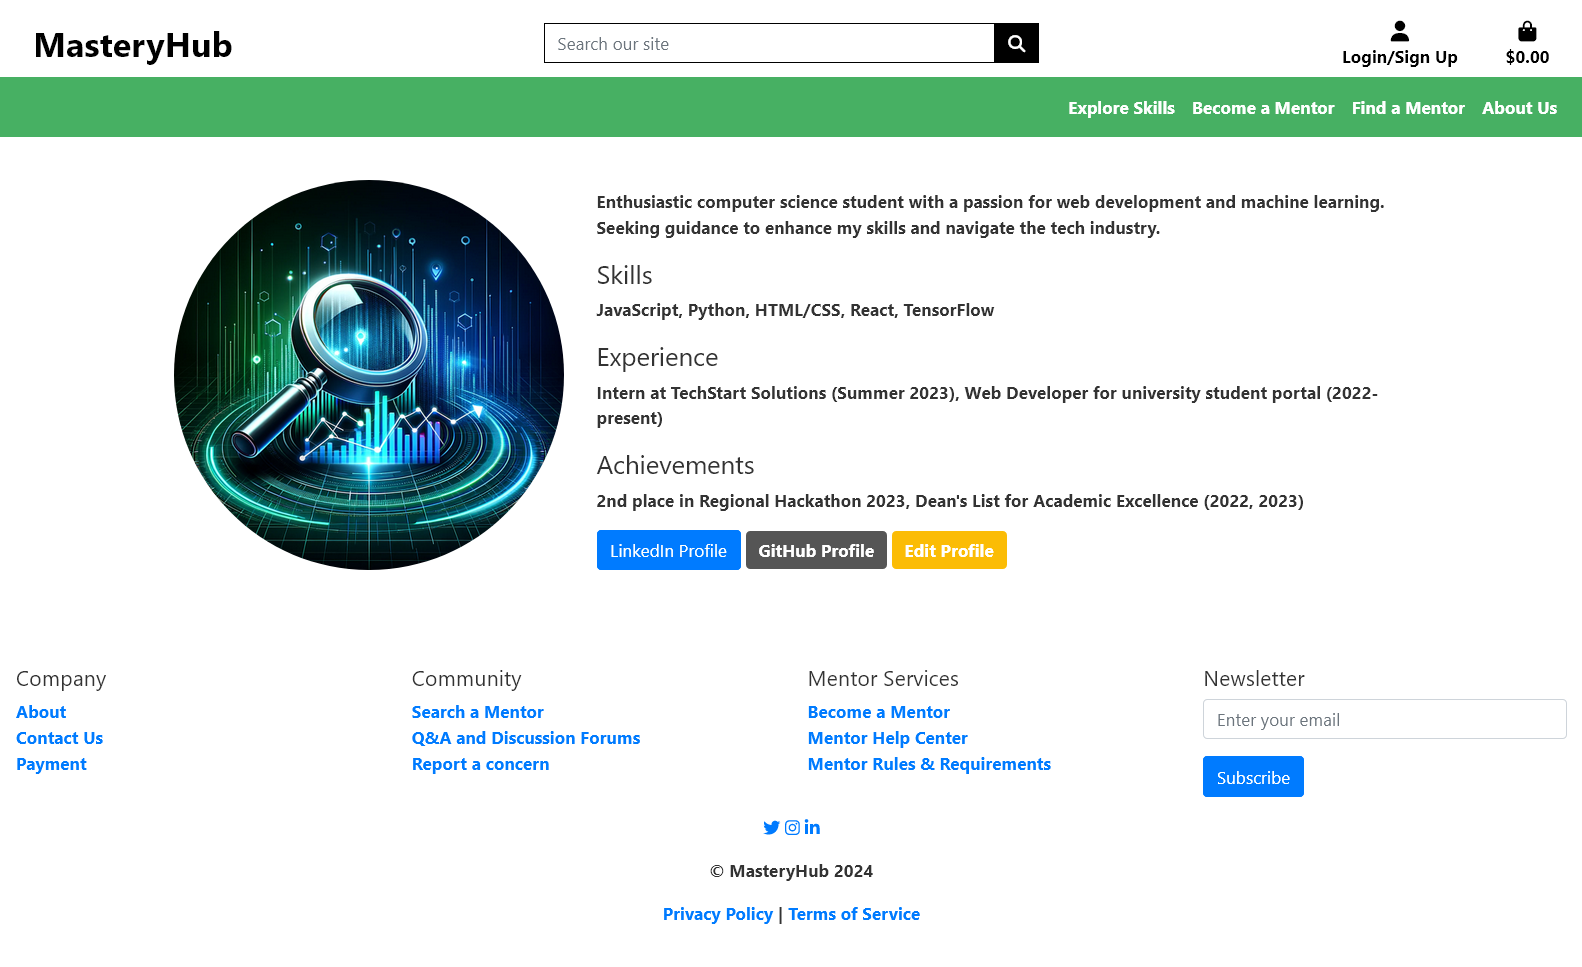 MasteryHub
Search our site
Login/Sign Up
$0.00
Explore Skills
Become a Mentor
Find a Mentor
About Us
Enthusiastic computer science student with a passion for web development and machine learning.
Seeking guidance to enhance my skills and navigate the tech industry.
Skills
JavaScript, Python, HTML/CSS, React, TensorFlow
Experience
Intern at TechStart Solutions (Summer 2023), Web Developer for university student portal (2022-
present)
Achievements
2nd place in Regional Hackathon 2023, Dean's List for Academic Excellence (2022, 2023)
LinkedIn Profile
GitHub Profile
Edit Profile
Company
About
Contact Us
Payment
Community
Search a Mentor
Q&A and Discussion Forums
Report a concern
Mentor Services
Become a Mentor
Mentor Help Center
Mentor Rules & Requirements
Newsletter
Enter your email
Subscribe
© MasteryHub 2024
Privacy Policy | Terms of Service